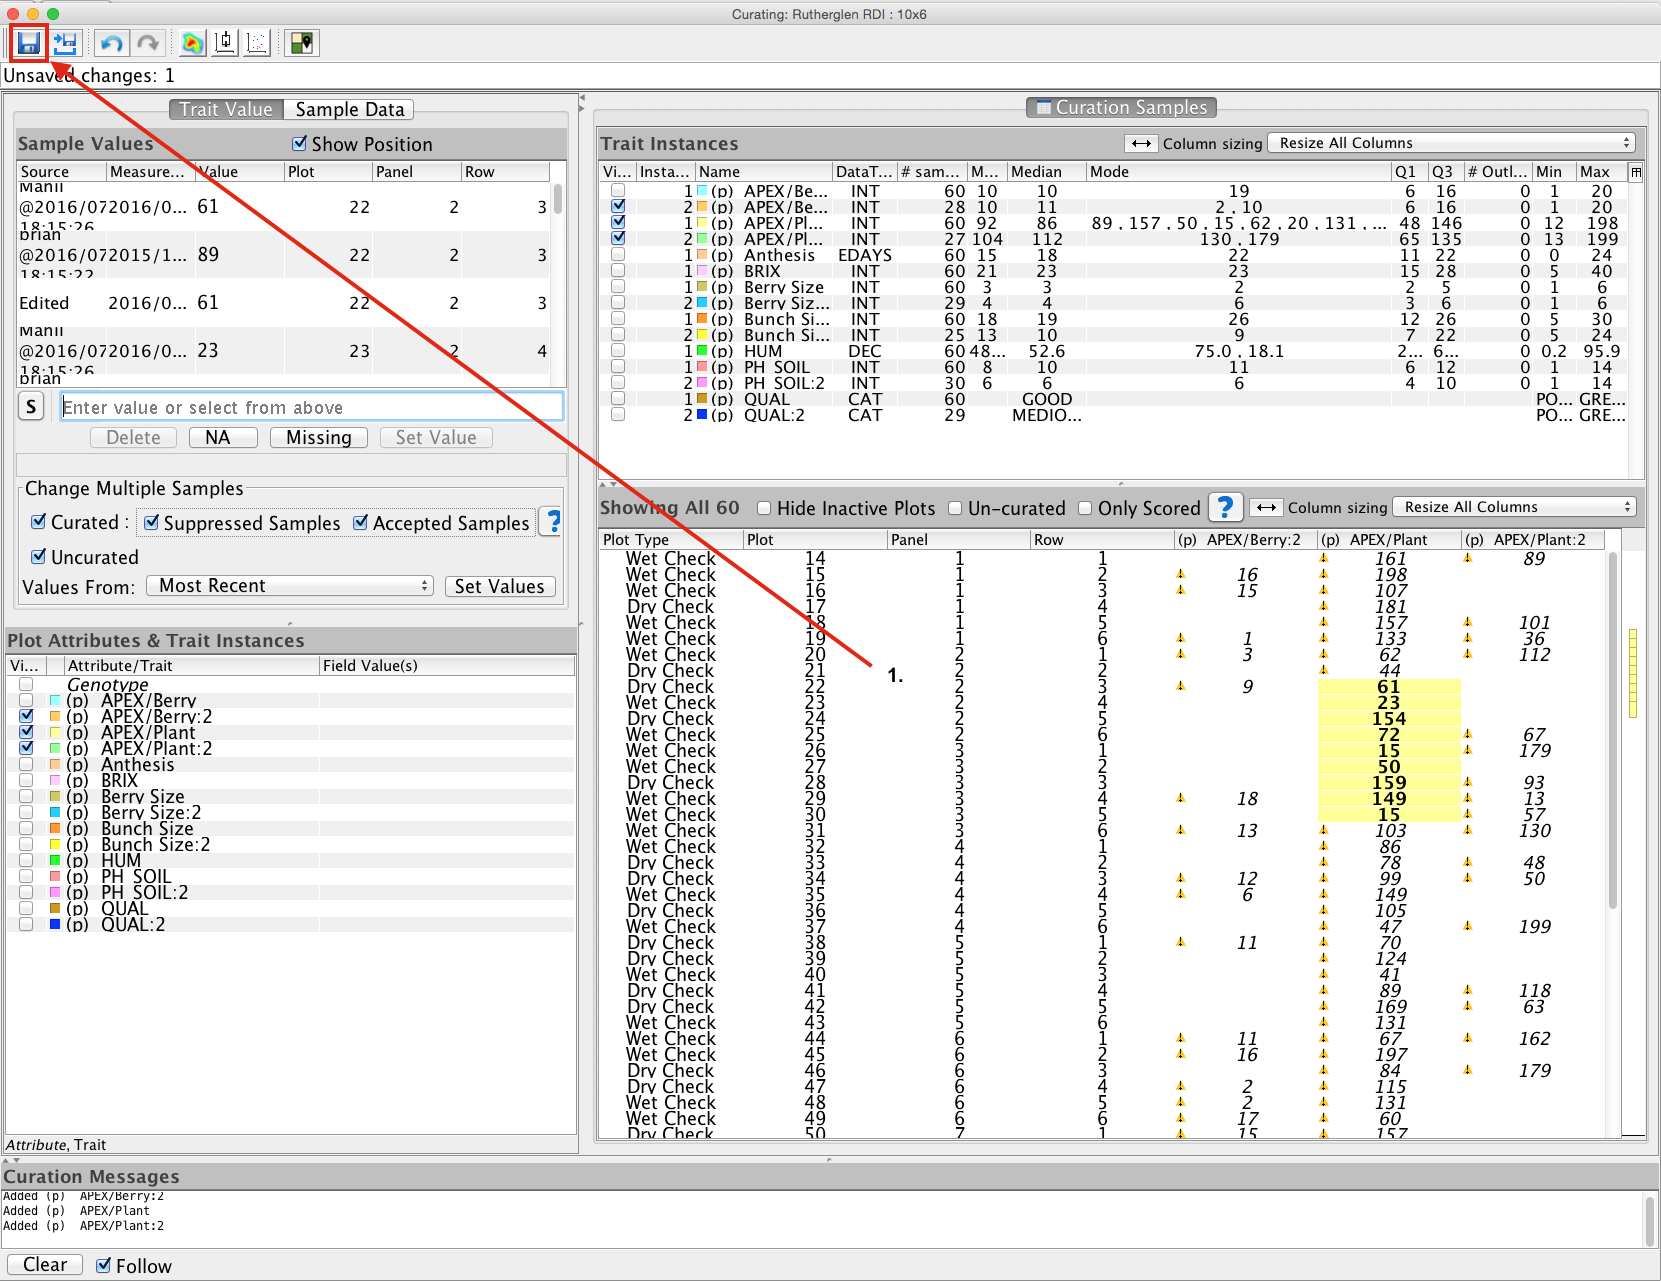 Curating: Rutherglen RDI : 10x6
Unsaved changes: 1
Trait Value Sample Data
Sample Values Show Position
Source Measure... Value Plot Panel Row
Mahli
@2016/07 2016/0... 61 22 2 3
18:15:26
brian
@2016/07 2015/1... 89 22 2 3
18:15:22
Edited 2016/0... 61 22 2 3
Mahli
@2016/07 2016/0... 23 23 2 4
18:15:26
brian
S Enter value or select from above
Delete NA Missing Set Value
Change Multiple Samples
Curated : Suppressed Samples Accepted Samples ?
Uncurated
Values From: Most Recent Set Values
Plot Attributes & Trait Instances
Vi... Attribute/Trait Field Value(s)
Genotype
(p) APEX/Berry
(p) APEX/Berry:2
(p) APEX/Plant
(p) APEX/Plant:2
(p) Anthesis
(p) BRIX
(p) Berry Size
(p) Berry Size:2
(p) Bunch Size
(p) Bunch Size:2
(p) HUM
(p) PH SOIL
(p) PH SOIL:2
(p) QUAL
(p) QUAL:2
Attribute, Trait
Curation Samples
Trait Instances Column sizing Resize All Columns
Vi... Insta... Name DataT... # sam... M... Median Mode Q1 Q3 # Outl... Min Max
1 (p) APEX/Be... INT 60 10 10 19 6 16 0 1 20
2 (p) APEX/Be... INT 28 10 11 2 , 10 6 16 0 1 20
1 (p) APEX/Pl... INT 60 92 86 89 , 157 , 50 , 15 , 62 , 20 , 131 , ... 48 146 0 12 198
2 (p) APEX/Pl... INT 27 104 112 130 , 179 65 135 0 13 199
1 (p) Anthesis EDAYS 60 15 18 22 11 22 0 0 24
1 (p) BRIX INT 60 21 23 23 15 28 0 5 40
1 (p) Berry Size INT 60 3 3 2 2 5 0 1 6
2 (p) Berry Siz... INT 29 4 4 6 3 6 0 1 6
1 (p) Bunch Si... INT 60 18 19 26 12 26 0 5 30
2 (p) Bunch Si... INT 25 13 10 9 7 22 0 5 24
1 (p) HUM DEC 60 48... 52.6 75.0 , 18.1 2... 6... 0 0.2 95.9
1 (p) PH SOIL INT 60 8 10 11 6 12 0 1 14
2 (p) PH SOIL:2 INT 30 6 6 6 4 10 0 1 14
1 (p) QUAL CAT 60 GOOD PO... GRE...
2 (p) QUAL:2 CAT 29 MEDIO... PO... GRE...
Showing All 60 Hide Inactive Plots Un-curated Only Scored ? Column sizing Resize All Columns
Plot Type Plot Panel Row (p) APEX/Berry:2 (p) APEX/Plant (p) APEX/Plant:2
Wet Check 14 1 1 161 89
Wet Check 15 1 2 16 198
Wet Check 16 1 3 15 107
Dry Check 17 1 4 181
Wet Check 18 1 5 157 101
Wet Check 19 1 6 1 133 36
Wet Check 20 2 1 3 62 112
Dry Check 21 2 2 44
Dry Check 22 2 3 9 61
Wet Check 23 2 4 23
Dry Check 24 2 5 154
Wet Check 25 2 6 72 67
Wet Check 26 3 1 15 179
Wet Check 27 3 2 50
Dry Check 28 3 3 159 93
Wet Check 29 3 4 18 149 13
Wet Check 30 3 5 15 57
Wet Check 31 3 6 13 103 130
Wet Check 32 4 1 86
Dry Check 33 4 2 78 48
Dry Check 34 4 3 12 99 50
Wet Check 35 4 4 6 149
Dry Check 36 4 5 105
Wet Check 37 4 6 47 199
Dry Check 38 5 1 11 70
Dry Check 39 5 2 124
Wet Check 40 5 3 41
Dry Check 41 5 4 89 118
Dry Check 42 5 5 169 63
Wet Check 43 5 6 131
Wet Check 44 6 1 11 67 162
Wet Check 45 6 2 16 197
Dry Check 46 6 3 84 179
Dry Check 47 6 4 2 115
Wet Check 48 6 5 2 131
Wet Check 49 6 6 17 60
Dry Check 50 7 1 15 157
1.
Curation Messages
Added (p) APEX/Berry:2
Added (p) APEX/Plant
Added (p) APEX/Plant:2
Clear Follow